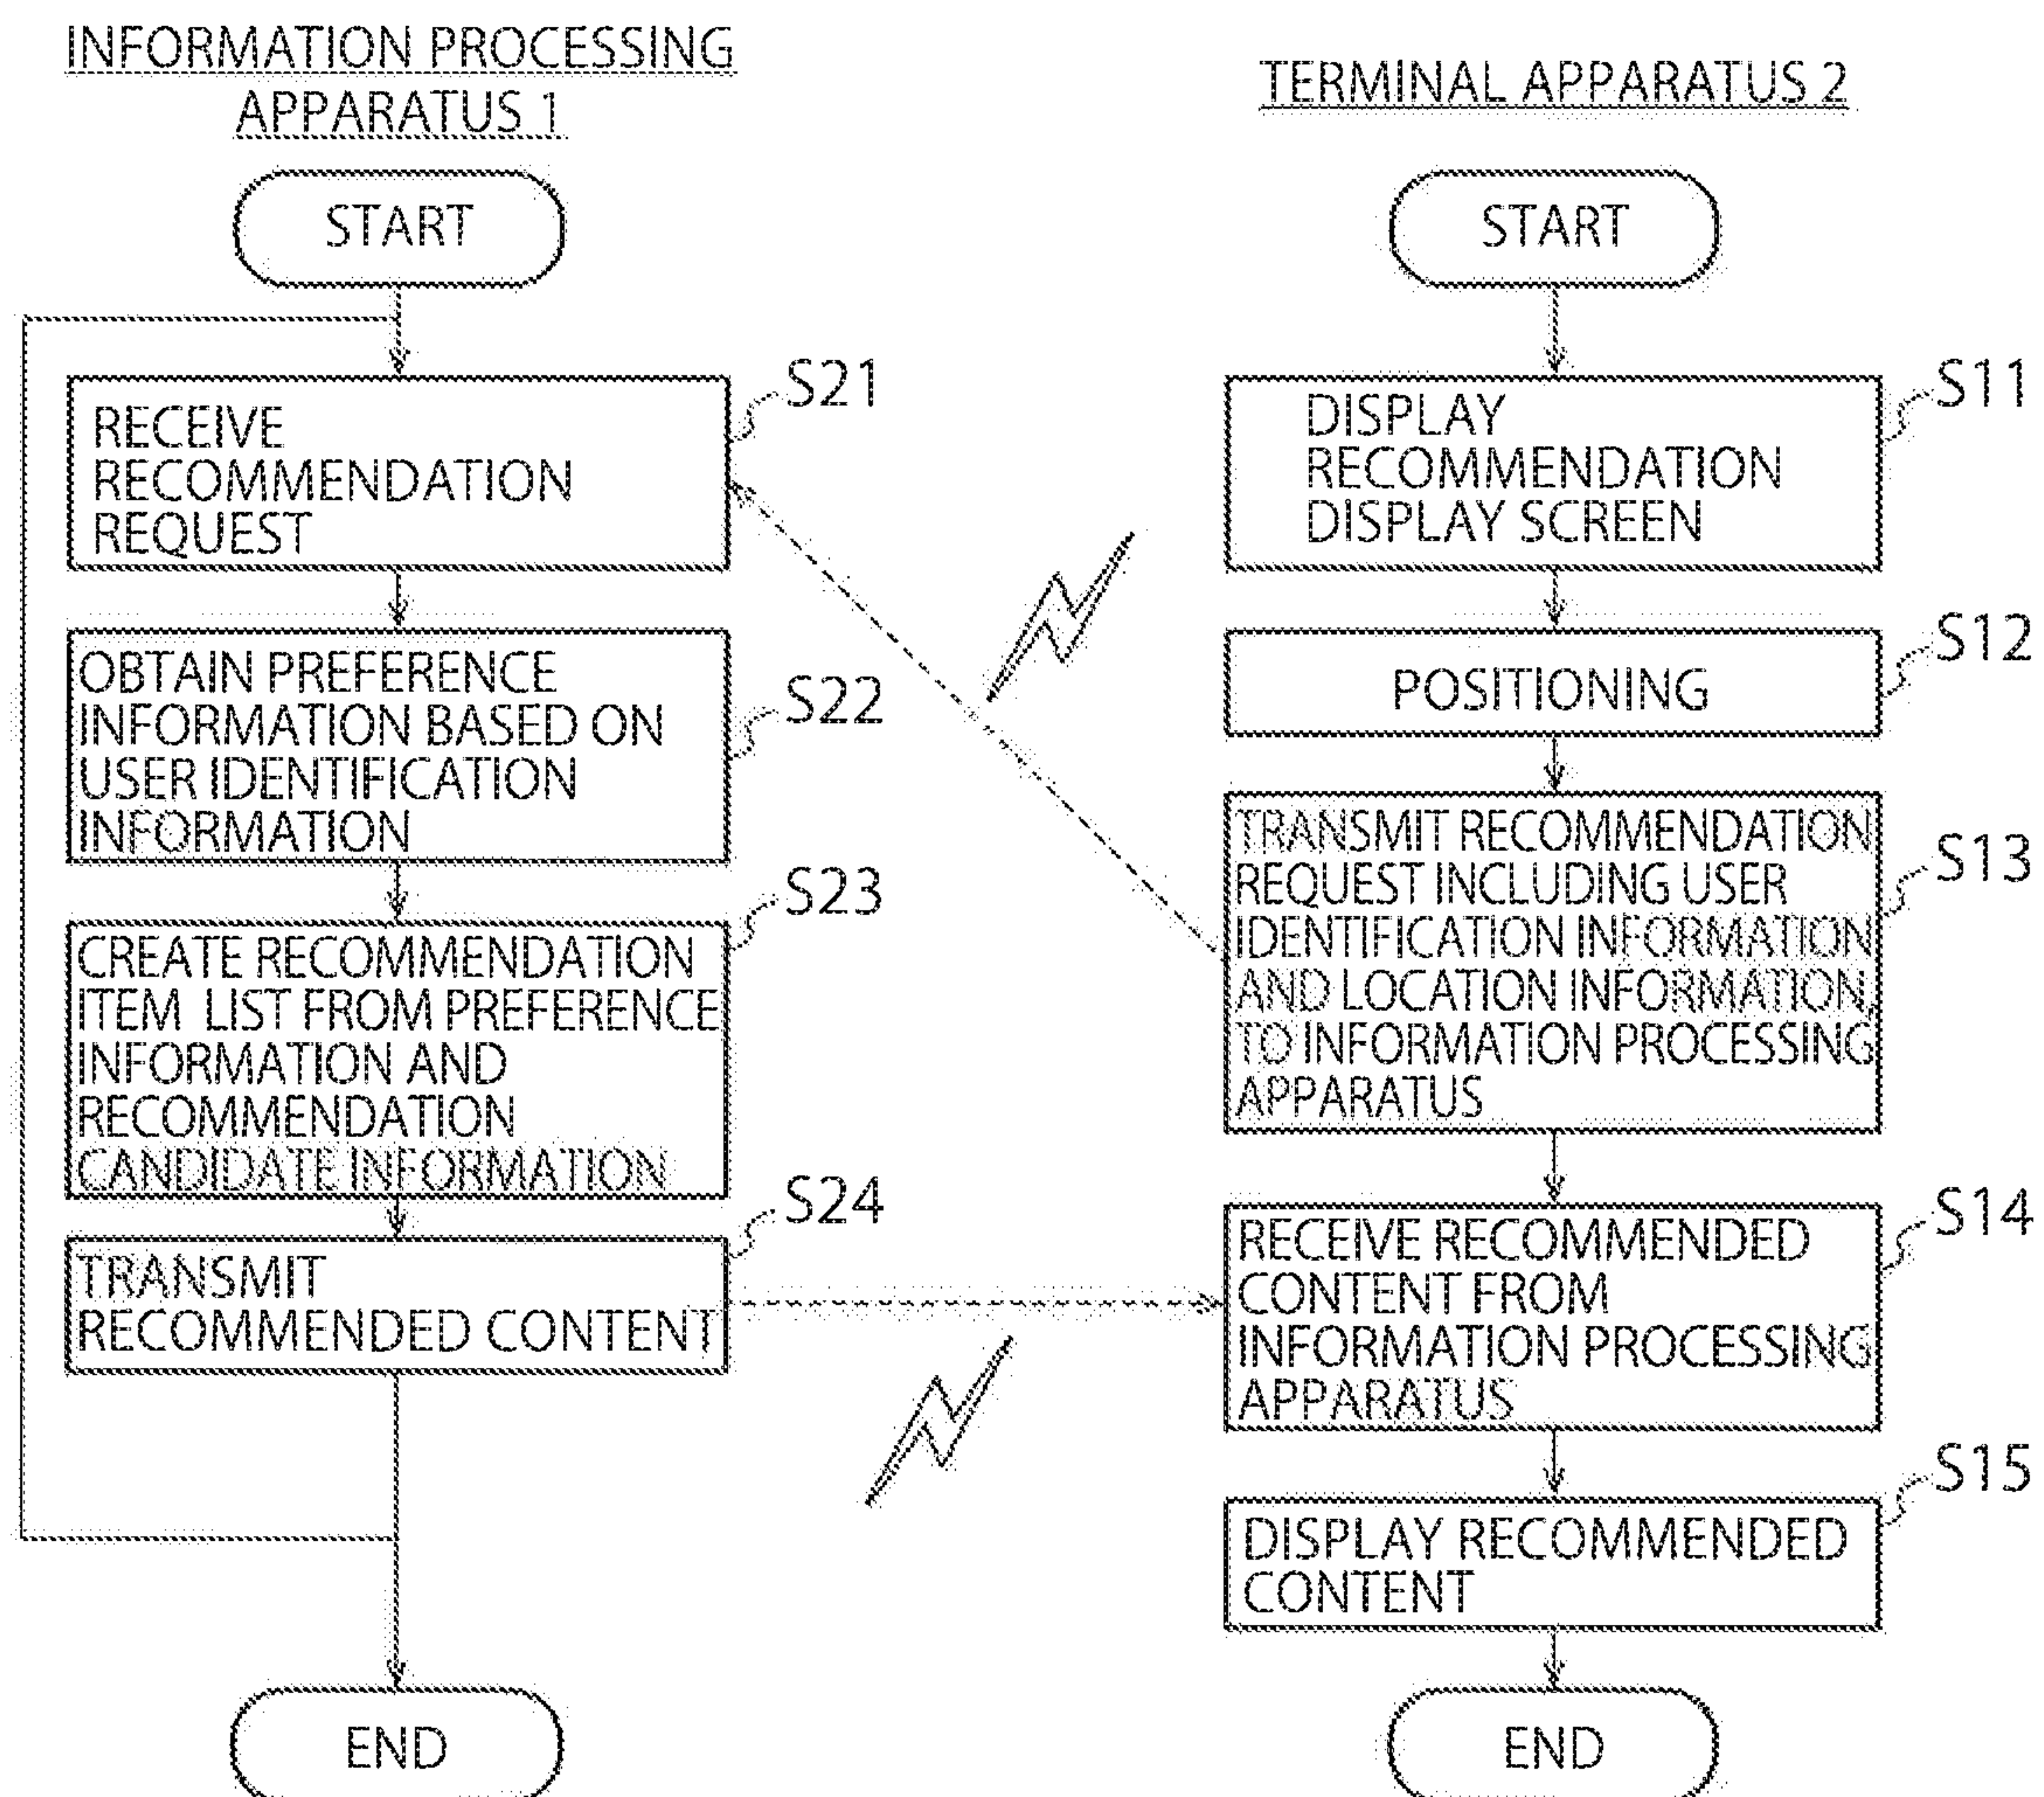 INFORMATION PROCESSING
APPARATUS 1
START
S21
RECEIVE
RECOMMENDATION
REQUEST
S22
OBTAIN PREFERENCE
INFORMATION BASED ON
USER IDENTIFICATION
INFORMATION
S23
CREATE RECOMMENDATION
ITEM LIST FROM PREFERENCE
INFORMATION AND
RECOMMENDATION
CANDIDATE INFORMATION
S24
TRANSMIT
RECOMMENDED CONTENT
END
TERMINAL APPARATUS 2
START
S11
DISPLAY
RECOMMENDATION
DISPLAY SCREEN
S12
POSITIONING
S13
TRANSMIT RECOMMENDATION
REQUEST INCLUDING USER
IDENTIFICATION INFORMATION
AND LOCATION INFORMATION,
TO INFORMATION PROCESSING
APPARATUS
S14
RECEIVE RECOMMENDED
CONTENT FROM
INFORMATION PROCESSING
APPARATUS
S15
DISPLAY RECOMMENDED
CONTENT
END